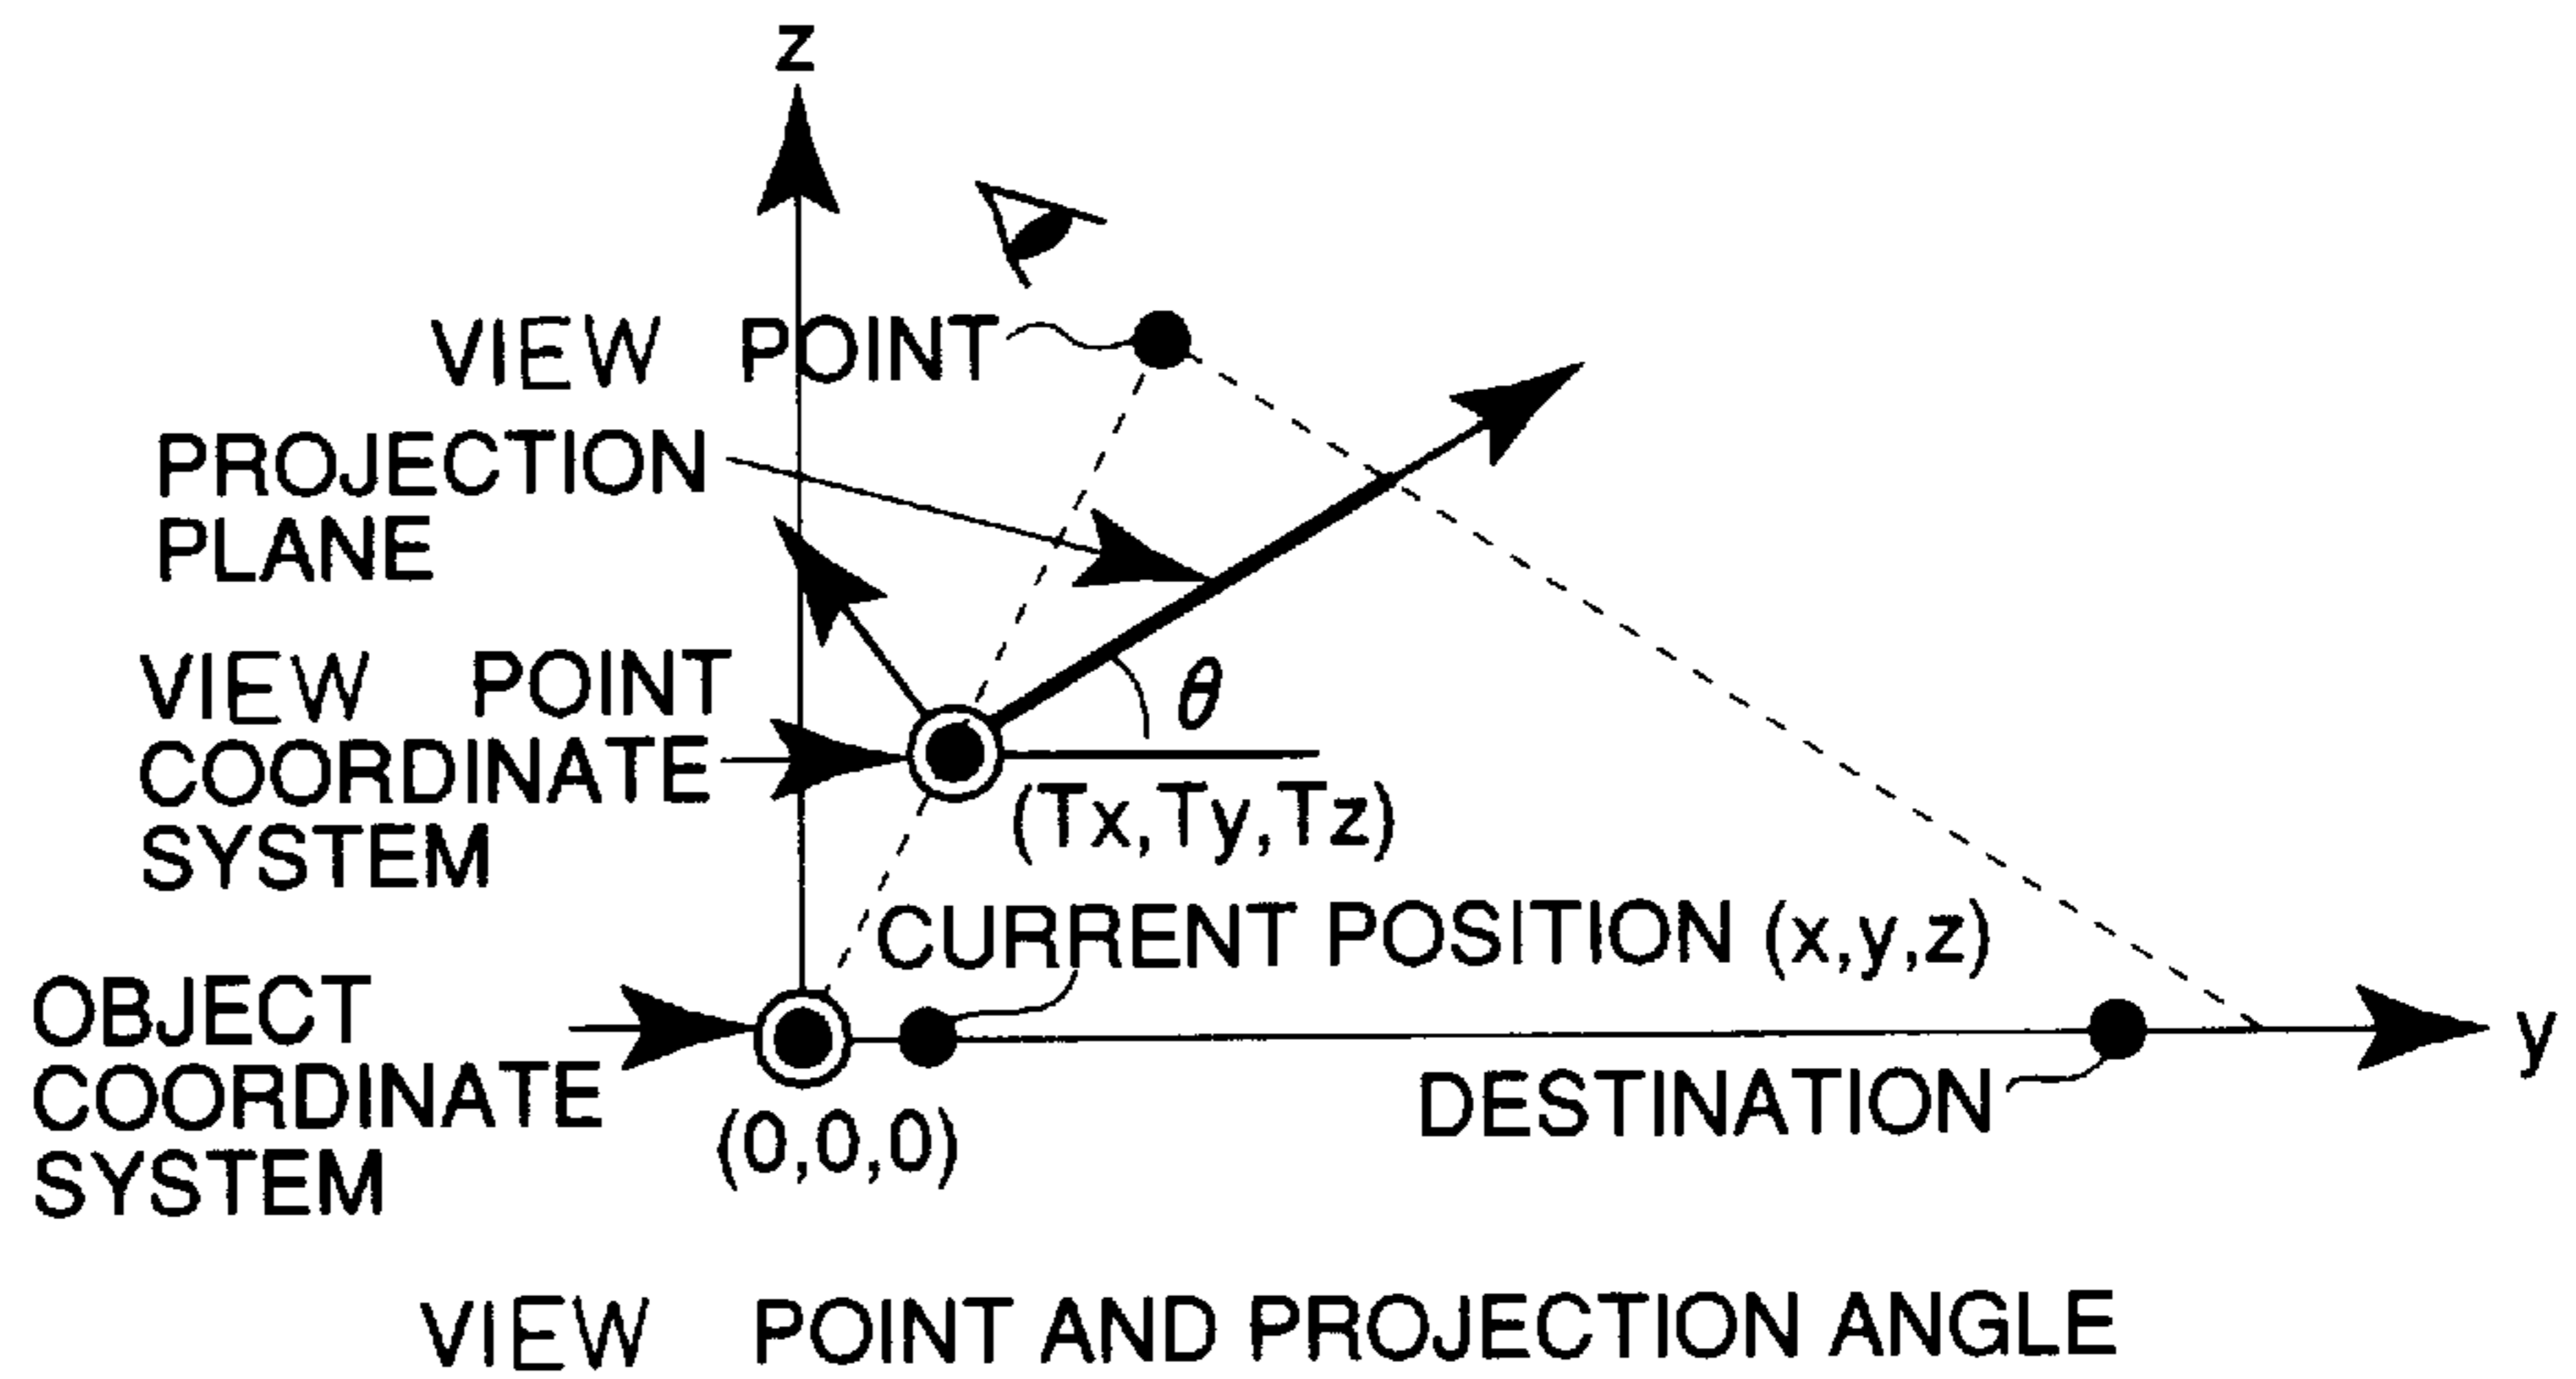 z
VIEW POINT
PROJECTION
PLANE
VIEW POINT
COORDINATE
SYSTEM
θ
(Tx,Ty,Tz)
CURRENT POSITION (x,y,z)
OBJECT
COORDINATE
SYSTEM
(0,0,0)
DESTINATION
y
VIEW POINT AND PROJECTION ANGLE